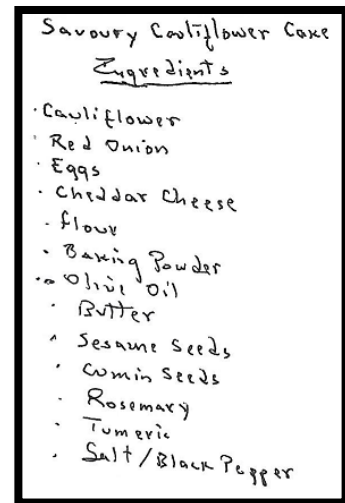 Savoury Cauliflower Cake
Ingredients
· Cauliflower
· Red Onion
· Eggs
· Cheddar Cheese
· flour
· Baking Powder
· Olive Oil
· Butter
· Sesame Seeds
· Cumin Seeds
· Rosemary
· Tumeric
· Salt/Black Pepper